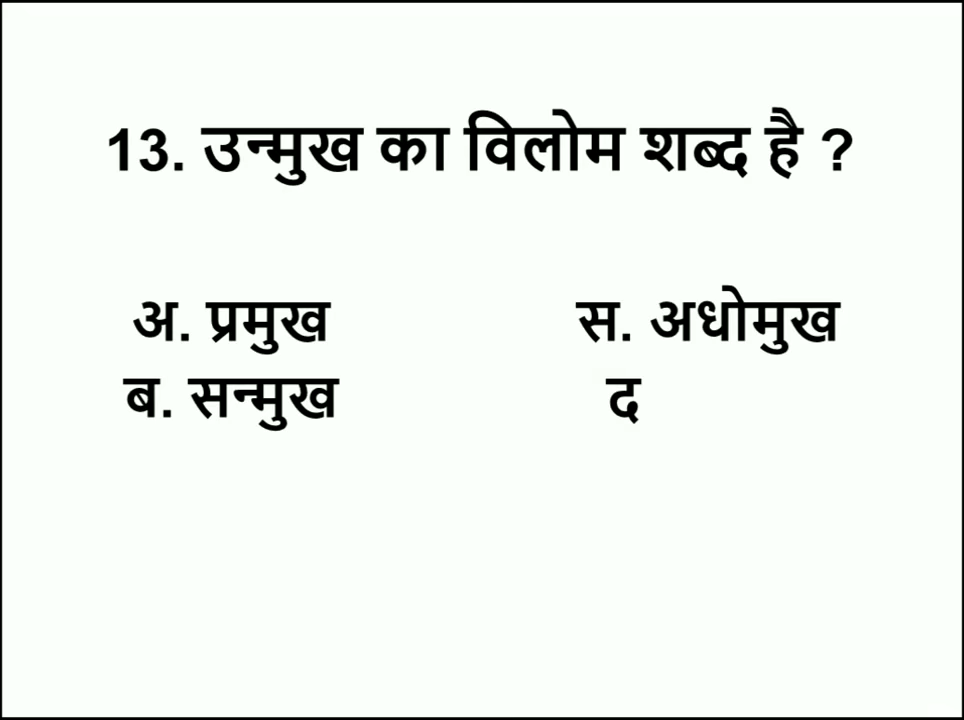 13. उन्मुख का विलोम शब्द है ?
अ. प्रमुख स. अधोमुख
ब. सन्मुख द